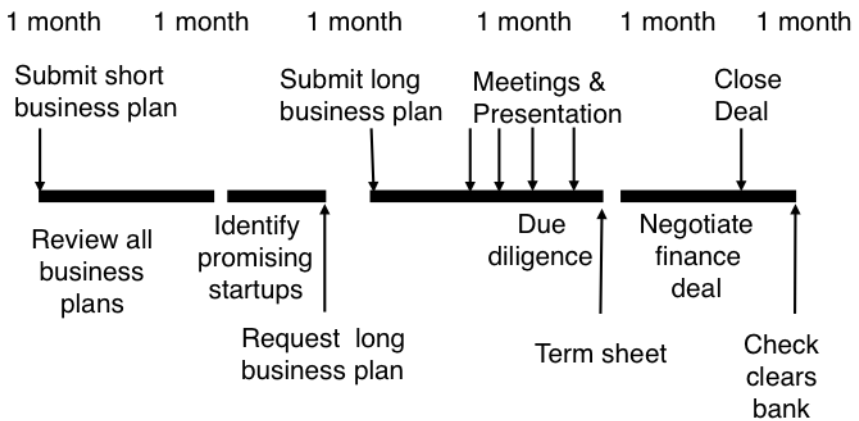 1 month 1 month 1 month 1 month 1 month 1 month
Submit short
business plan
Submit long
business plan
Meetings &
Presentation
Close
Deal
Review all
business
plans
Identify
promising
startups
Due
diligence
Negotiate
finance
deal
Request long
business plan
Term sheet
Check
clears
bank